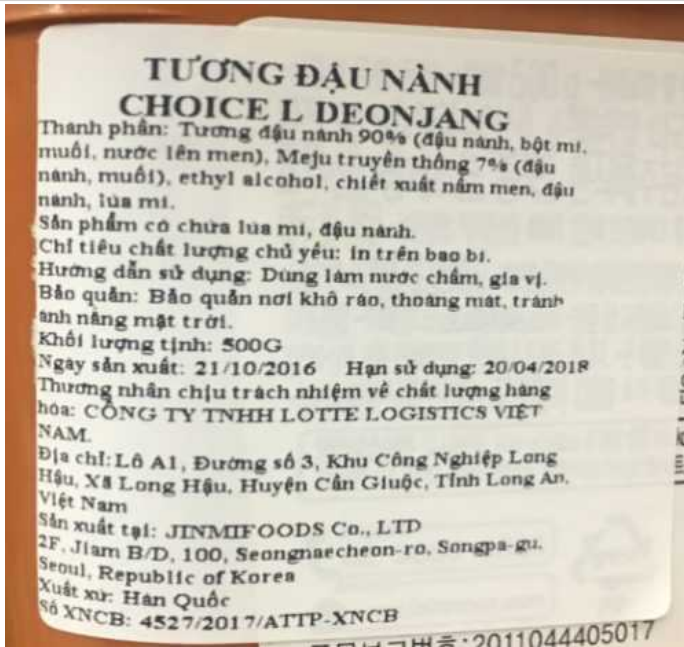 TƯƠNG ĐẬU NÀNH
CHOICE L DEONJANG
Thành phần: Tương đậu nành 90% (đậu nành, bột mì,
muối, nước lên men), Meju truyền thống 7% (đậu
nành, muối), ethyl alcohol, chiết xuất nấm men, đậu
nành, lúa mì.
Sản phẩm có chứa lúa mì, đậu nành.
Chỉ tiêu chất lượng chủ yếu: in trên bao bì.
Hướng dẫn sử dụng: Dùng làm nước chấm, gia vị.
Bảo quản: Bảo quản nơi khô ráo, thoáng mát, tránh
ánh nắng mặt trời.
Khối lượng tịnh: 500G
Ngày sản xuất: 21/10/2016 Hạn sử dụng: 20/04/2018
Thương nhân chịu trách nhiệm về chất lượng hàng
hóa: CÔNG TY TNHH LOTTE LOGISTICS VIỆT
NAM.
Địa chỉ: Lô A1, Đường số 3, Khu Công Nghiệp Long
Hậu, Xã Long Hậu, Huyện Cần Giuộc, Tỉnh Long An,
Việt Nam
Sản xuất tại: JINMIFOODS Co., LTD
2F, Jiam B/D, 100, Seongnaecheon-ro, Songpa-gu,
Seoul, Republic of Korea
Xuất xứ: Hàn Quốc
Số XNCB: 4527/2017/ATTP-XNCB
2011044405017